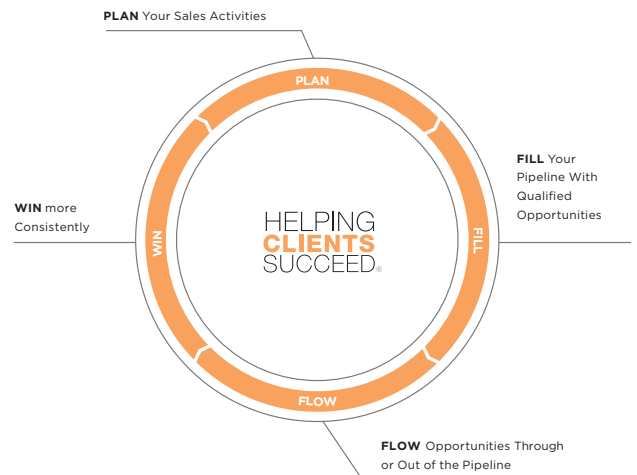 PLAN Your Sales Activities
PLAN
FILL Your
Pipeline With
Qualified
Opportunities
FILL
HELPING
CLIENTS
SUCCEED®
WIN more
Consistently
WIN
FLOW
FLOW Opportunities Through
or Out of the Pipeline